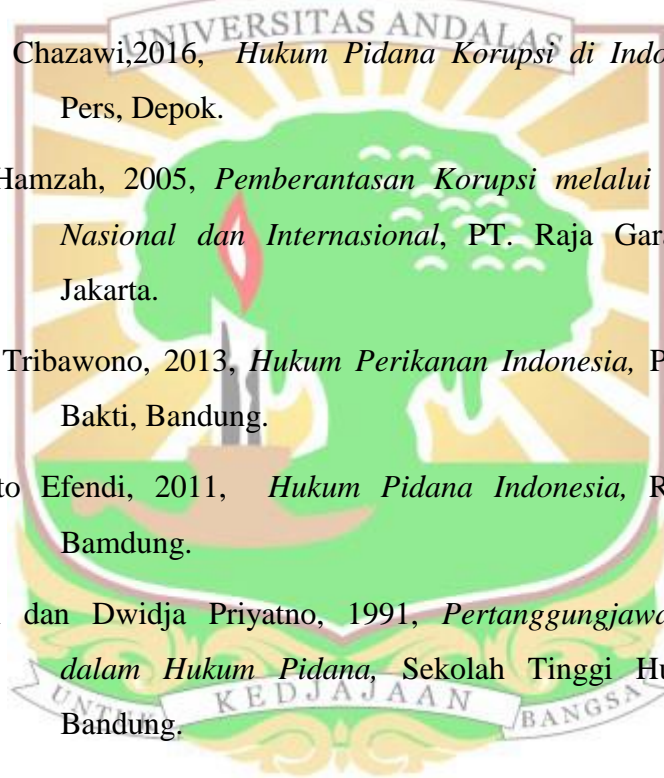 UNIVERSITAS ANDALAS
Chazawi,2016, Hukum Pidana Korupsi di Indo
Pers, Depok.
Hamzah, 2005, Pemberantasan Korupsi melalui
Nasional dan Internasional, PT. Raja Gara
Jakarta.
Tribawono, 2013, Hukum Perikanan Indonesia, P
Bakti, Bandung.
to Efendi, 2011, Hukum Pidana Indonesia, R
Bamdung.
dan Dwidja Priyatno, 1991, Pertanggungjawa
dalam Hukum Pidana, Sekolah Tinggi Hu
Bandung.
UNTUK KEDJAJAAN BANGSA